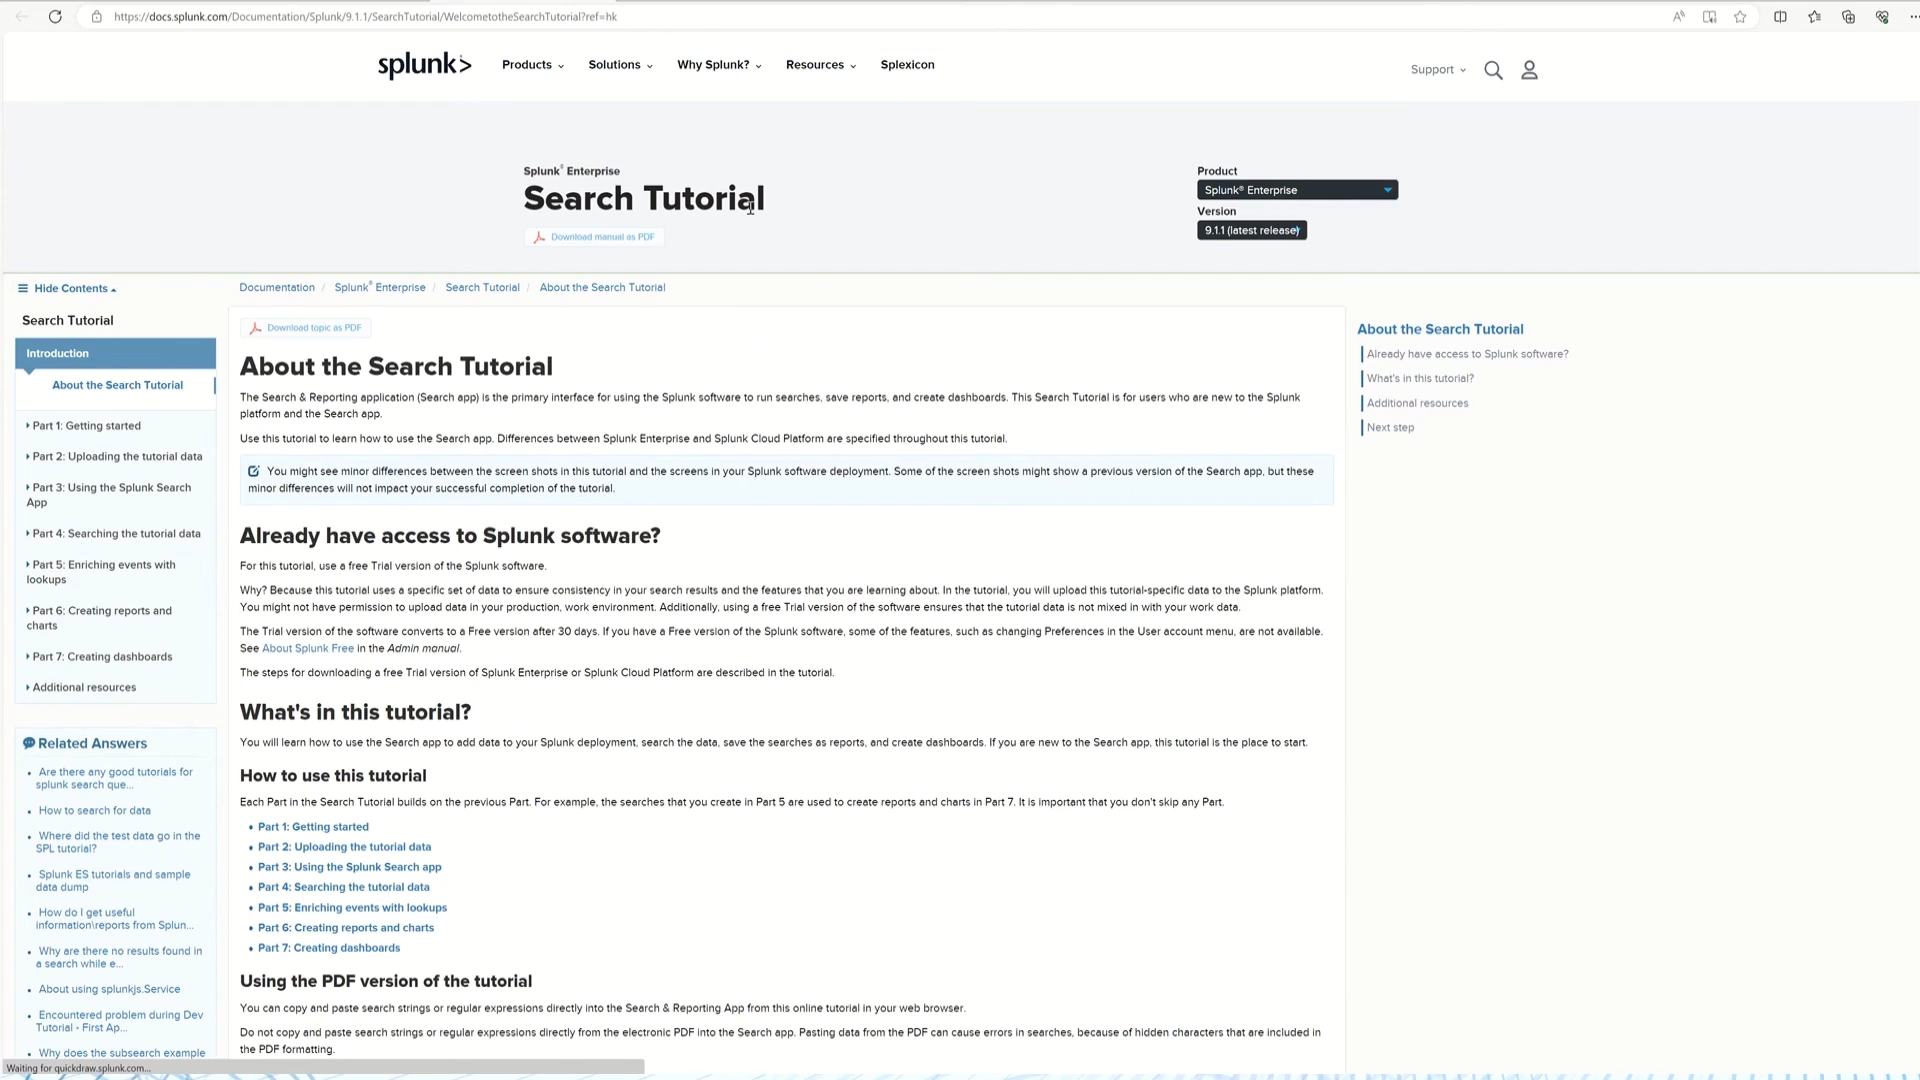 https://docs.splunk.com/Documentation/Splunk/9.1.1/SearchTutorial/WelcometotheSearchTutorial?ref=hk
splunk>
Products
Solutions
Why Splunk?
Resources
Splexicon
Support
Splunk® Enterprise
Search Tutorial
Download manual as PDF
Product
Splunk® Enterprise
Version
9.1.1 (latest release)
Hide Contents
Documentation / Splunk® Enterprise / Search Tutorial / About the Search Tutorial
Search Tutorial
Introduction
About the Search Tutorial
Part 1: Getting started
Part 2: Uploading the tutorial data
Part 3: Using the Splunk Search
App
Part 4: Searching the tutorial data
Part 5: Enriching events with
lookups
Part 6: Creating reports and
charts
Part 7: Creating dashboards
Additional resources
Related Answers
Are there any good tutorials for
splunk search que...
How to search for data
Where did the test data go in the
SPL tutorial?
Splunk ES tutorials and sample
data dump
How do I get useful
information\reports from Splun...
Why are there no results found in
a search while e...
About using splunkjs.Service
Encountered problem during Dev
Tutorial - First Ap...
Why does the subsearch example
Download topic as PDF
About the Search Tutorial
The Search & Reporting application (Search app) is the primary interface for using the Splunk software to run searches, save reports, and create dashboards. This Search Tutorial is for users who are new to the Splunk
platform and the Search app.
Use this tutorial to learn how to use the Search app. Differences between Splunk Enterprise and Splunk Cloud Platform are specified throughout this tutorial.
You might see minor differences between the screen shots in this tutorial and the screens in your Splunk software deployment. Some of the screen shots might show a previous version of the Search app, but these
minor differences will not impact your successful completion of the tutorial.
Already have access to Splunk software?
For this tutorial, use a free Trial version of the Splunk software.
Why? Because this tutorial uses a specific set of data to ensure consistency in your search results and the features that you are learning about. In the tutorial, you will upload this tutorial-specific data to the Splunk platform.
You might not have permission to upload data in your production, work environment. Additionally, using a free Trial version of the software ensures that the tutorial data is not mixed in with your work data.
The Trial version of the software converts to a Free version after 30 days. If you have a Free version of the Splunk software, some of the features, such as changing Preferences in the User account menu, are not available.
See About Splunk Free in the Admin manual.
The steps for downloading a free Trial version of Splunk Enterprise or Splunk Cloud Platform are described in the tutorial.
What's in this tutorial?
You will learn how to use the Search app to add data to your Splunk deployment, search the data, save the searches as reports, and create dashboards. If you are new to the Search app, this tutorial is the place to start.
How to use this tutorial
Each Part in the Search Tutorial builds on the previous Part. For example, the searches that you create in Part 5 are used to create reports and charts in Part 7. It is important that you don't skip any Part.
Part 1: Getting started
Part 2: Uploading the tutorial data
Part 3: Using the Splunk Search app
Part 4: Searching the tutorial data
Part 5: Enriching events with lookups
Part 6: Creating reports and charts
Part 7: Creating dashboards
Using the PDF version of the tutorial
You can copy and paste search strings or regular expressions directly into the Search & Reporting App from this online tutorial in your web browser.
Do not copy and paste search strings or regular expressions directly from the electronic PDF into the Search app. Pasting data from the PDF can cause errors in searches, because of hidden characters that are included in
the PDF formatting.
About the Search Tutorial
Already have access to Splunk software?
What's in this tutorial?
Additional resources
Next step
Waiting for quickdraw.splunk.com...